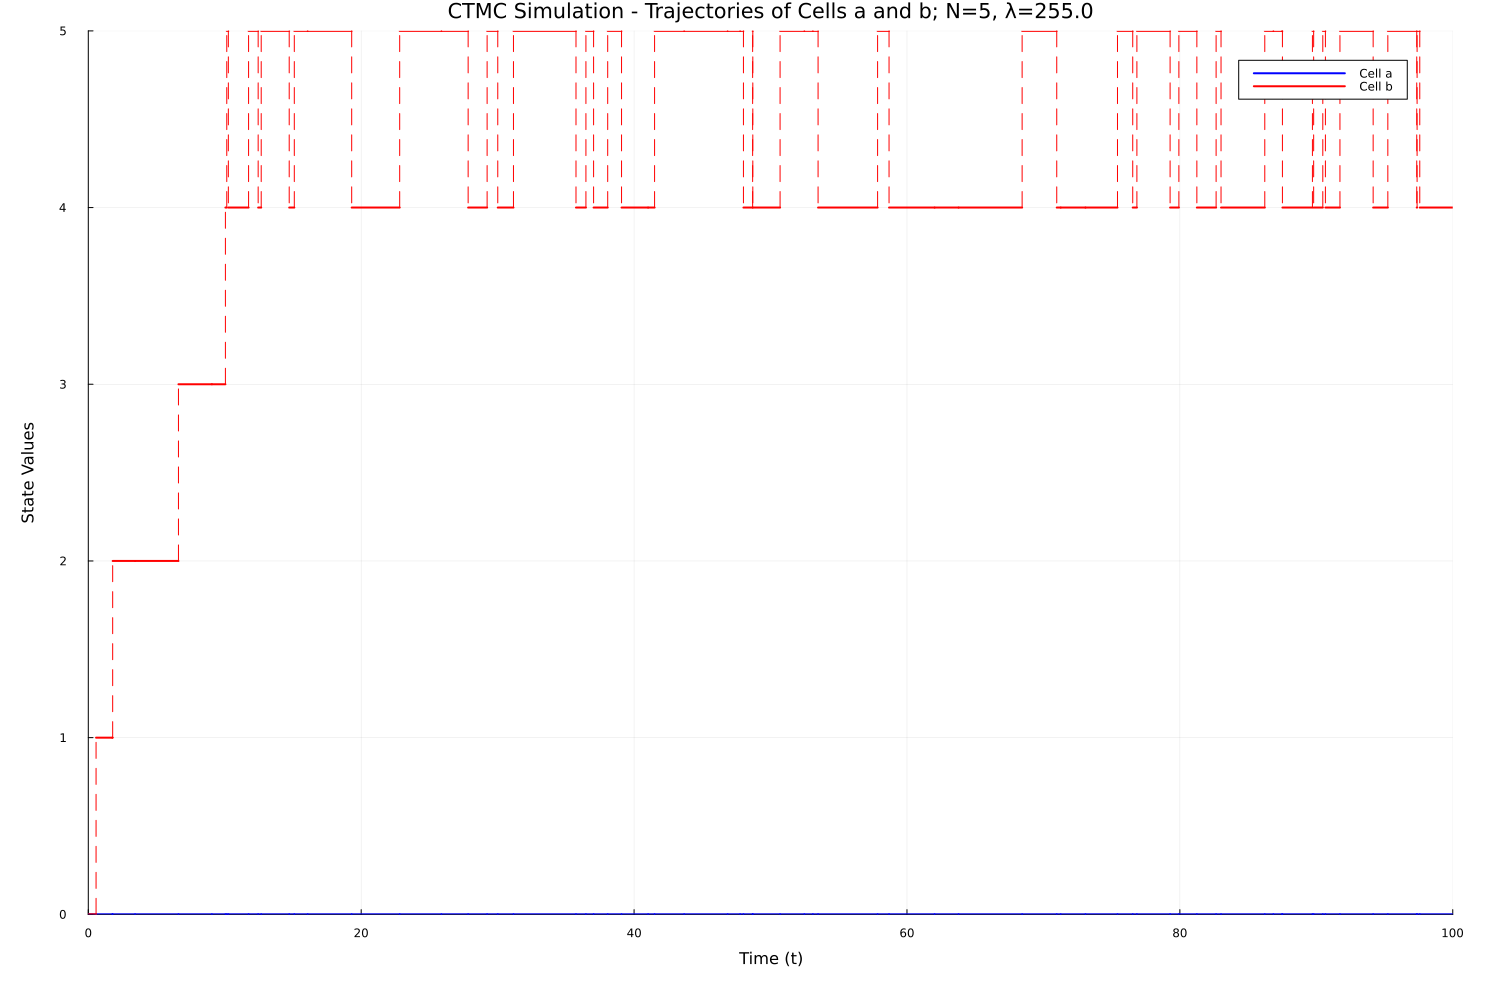 CTMC Simulation - Trajectories of Cells a and b; N=5, λ=255.0
5
Cell a
Cell b
4
3
State Values
2
1
0
0 20 40 60 80 100
Time (t)